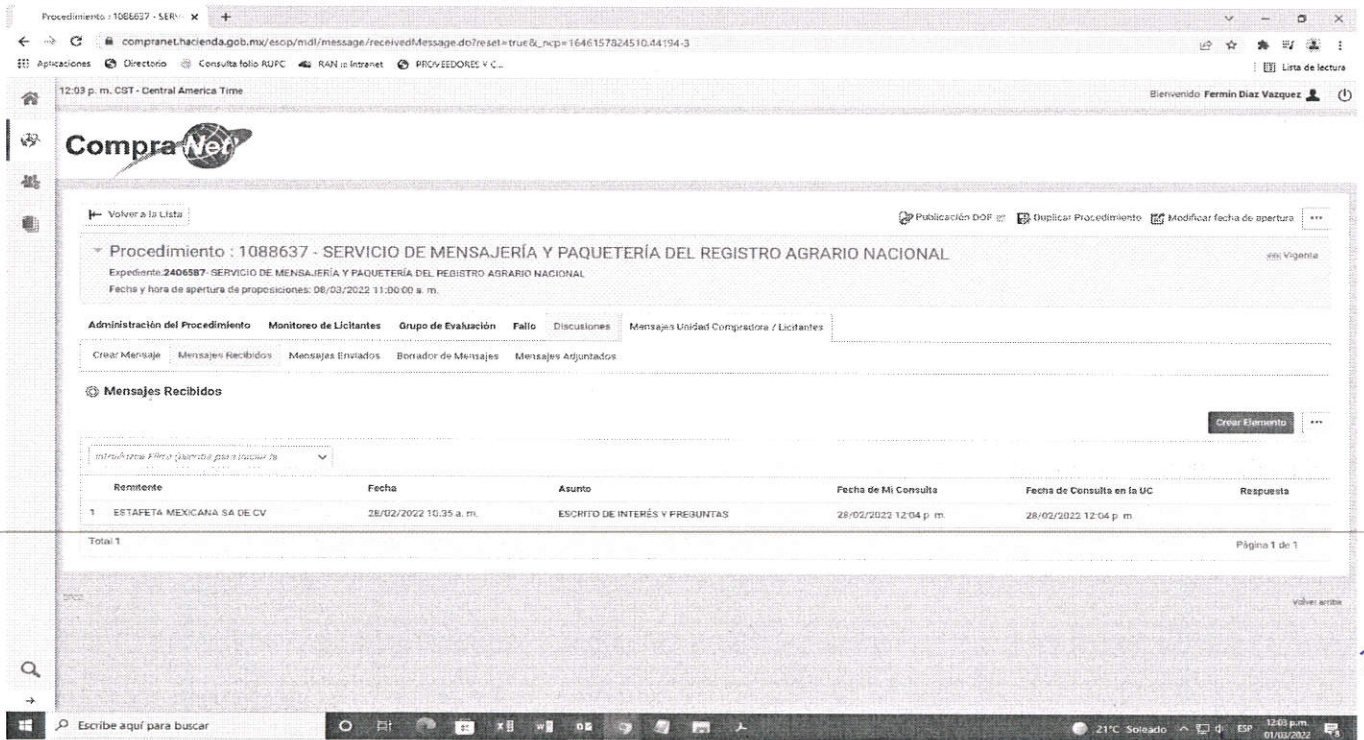 Procedimiento : 1088637 - SERV
compranet.hacienda.gob.mx/esop/mdl/message/receivedMessage.do?reset=true&_ncp=1646157824510.44194-3
Aplicaciones Directorio Consulta folio RUPC RAN :: Intranet PROVEEDORES Y C... Lista de lectura
12:03 p. m. CST - Central America Time Bienvenido Fermin Diaz Vazquez
CompraNet
Volver a la Lista Publicación DOF Duplicar Procedimiento Modificar fecha de apertura ...
Procedimiento : 1088637 - SERVICIO DE MENSAJERÍA Y PAQUETERÍA DEL REGISTRO AGRARIO NACIONAL Vigente
Expediente:2406587- SERVICIO DE MENSAJERÍA Y PAQUETERÍA DEL REGISTRO AGRARIO NACIONAL
Fecha y hora de apertura de proposiciones: 08/03/2022 11:00:00 a. m.
Administración del Procedimiento Monitoreo de Licitantes Grupo de Evaluación Fallo Discusiones Mensajes Unidad Compradora / Licitantes
Crear Mensaje Mensajes Recibidos Mensajes Enviados Borrador de Mensajes Mensajes Adjuntados
Mensajes Recibidos
Crear Elemento ...
Remitente Fecha Asunto Fecha de Mi Consulta Fecha de Consulta en la UC Respuesta
1 ESTAFETA MEXICANA SA DE CV 28/02/2022 10:35 a. m. ESCRITO DE INTERÉS Y PREGUNTAS 28/02/2022 12:04 p. m. 28/02/2022 12:04 p. m.
Total 1 Página 1 de 1
Volver arriba
Escribe aquí para buscar 21°C Soleado ESP 12:03 p.m.
01/03/2022